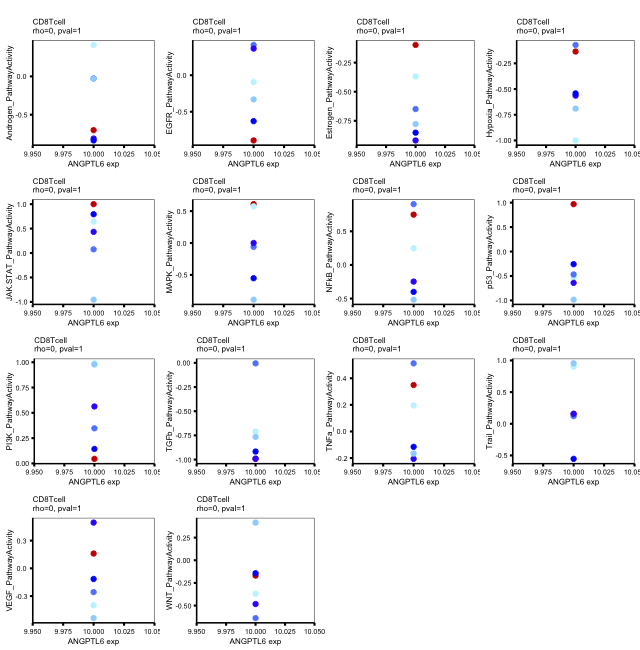 CD8Tcell
rho=0, pval=1
Androgen_PathwayActivity
0.0
-0.5
9.950 9.975 10.000 10.025 10.05
ANGPTL6 exp
CD8Tcell
rho=0, pval=1
EGFR_PathwayActivity
0.0
-0.5
9.950 9.975 10.000 10.025 10.05
ANGPTL6 exp
CD8Tcell
rho=0, pval=1
Estrogen_PathwayActivity
-0.25
-0.50
-0.75
9.950 9.975 10.000 10.025 10.05
ANGPTL6 exp
CD8Tcell
rho=0, pval=1
Hypoxia_PathwayActivity
-0.25
-0.50
-0.75
-1.00
9.950 9.975 10.000 10.025 10.05
ANGPTL6 exp
CD8Tcell
rho=0, pval=1
JAK.STAT_PathwayActivity
1.0
0.5
0.0
-0.5
-1.0
9.950 9.975 10.000 10.025 10.05
ANGPTL6 exp
CD8Tcell
rho=0, pval=1
MAPK_PathwayActivity
0.5
0.0
-0.5
9.950 9.975 10.000 10.025 10.05
ANGPTL6 exp
CD8Tcell
rho=0, pval=1
NFkB_PathwayActivity
0.5
0.0
-0.5
9.950 9.975 10.000 10.025 10.05
ANGPTL6 exp
CD8Tcell
rho=0, pval=1
p53_PathwayActivity
1.0
0.5
0.0
-0.5
-1.0
9.950 9.975 10.000 10.025 10.05
ANGPTL6 exp
CD8Tcell
rho=0, pval=1
PI3K_PathwayActivity
1.00
0.75
0.50
0.25
0.00
9.950 9.975 10.000 10.025 10.05
ANGPTL6 exp
CD8Tcell
rho=0, pval=1
TGFb_PathwayActivity
0.00
-0.25
-0.50
-0.75
-1.00
9.950 9.975 10.000 10.025 10.05
ANGPTL6 exp
CD8Tcell
rho=0, pval=1
TNFa_PathwayActivity
0.4
0.2
0.0
-0.2
9.950 9.975 10.000 10.025 10.05
ANGPTL6 exp
CD8Tcell
rho=0, pval=1
Trail_PathwayActivity
1.0
0.5
0.0
-0.5
9.950 9.975 10.000 10.025 10.05
ANGPTL6 exp
CD8Tcell
rho=0, pval=1
VEGF_PathwayActivity
0.3
0.0
-0.3
9.950 9.975 10.000 10.025 10.05
ANGPTL6 exp
CD8Tcell
rho=0, pval=1
WNT_PathwayActivity
0.25
0.00
-0.25
-0.50
9.950 9.975 10.000 10.025 10.050
ANGPTL6 exp